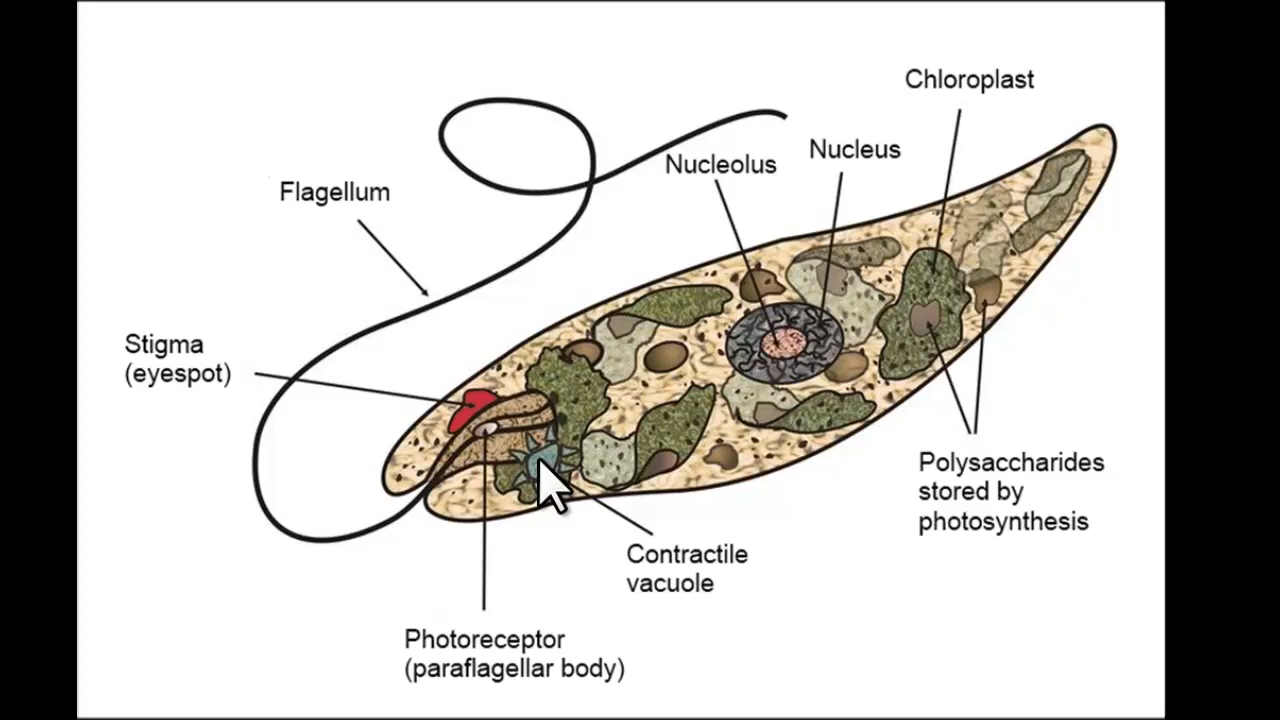 Chloroplast
Nucleus
Nucleolus
Flagellum
Stigma
(eyespot)
Polysaccharides
stored by
photosynthesis
Contractile
vacuole
Photoreceptor
(paraflagellar body)